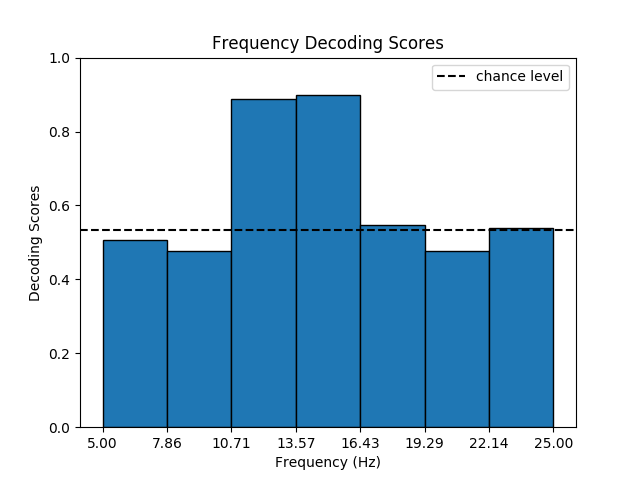 Frequency Decoding Scores
chance level
1.0
0.8
0.6
0.4
0.2
0.0
Decoding Scores
5.00 7.86 10.71 13.57 16.43 19.29 22.14 25.00
Frequency (Hz)